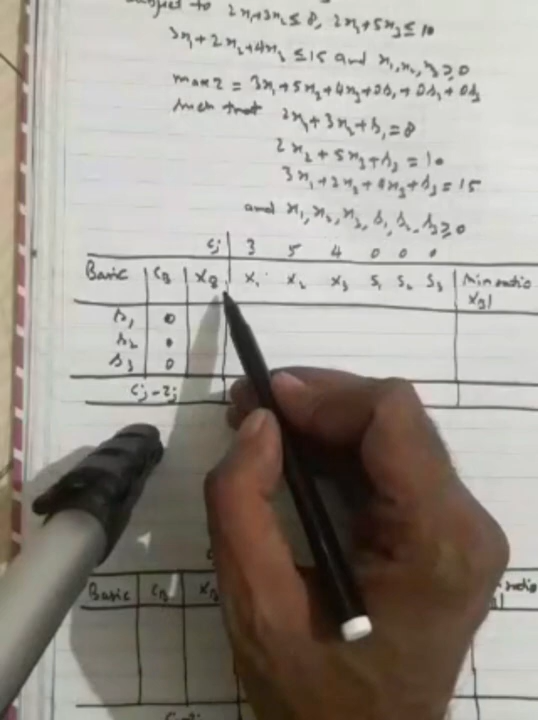 subject to 2x₁+3x₂ ≤ 8, 2x₂+5x₃ ≤ 10
3x₁+2x₂+4x₃ ≤ 15 and x₁,x₂,x₃ ≥ 0
max z = 3x₁+5x₂+4x₃+0s₁+0s₂+0s₃
such that 2x₁+3x₂+s₁=8
2x₂+5x₃+s₂=10
3x₁+2x₂+4x₃+s₃=15
and x₁,x₂,x₃,s₁,s₂,s₃≥0
Cj 3 5 4 0 0 0
Basic CB XB X₁ X₂ X₃ S₁ S₂ S₃ Min ratio XB/
s₁ 0
s₂ 0
s₃ 0
Cj-Zj
Basic CB XB